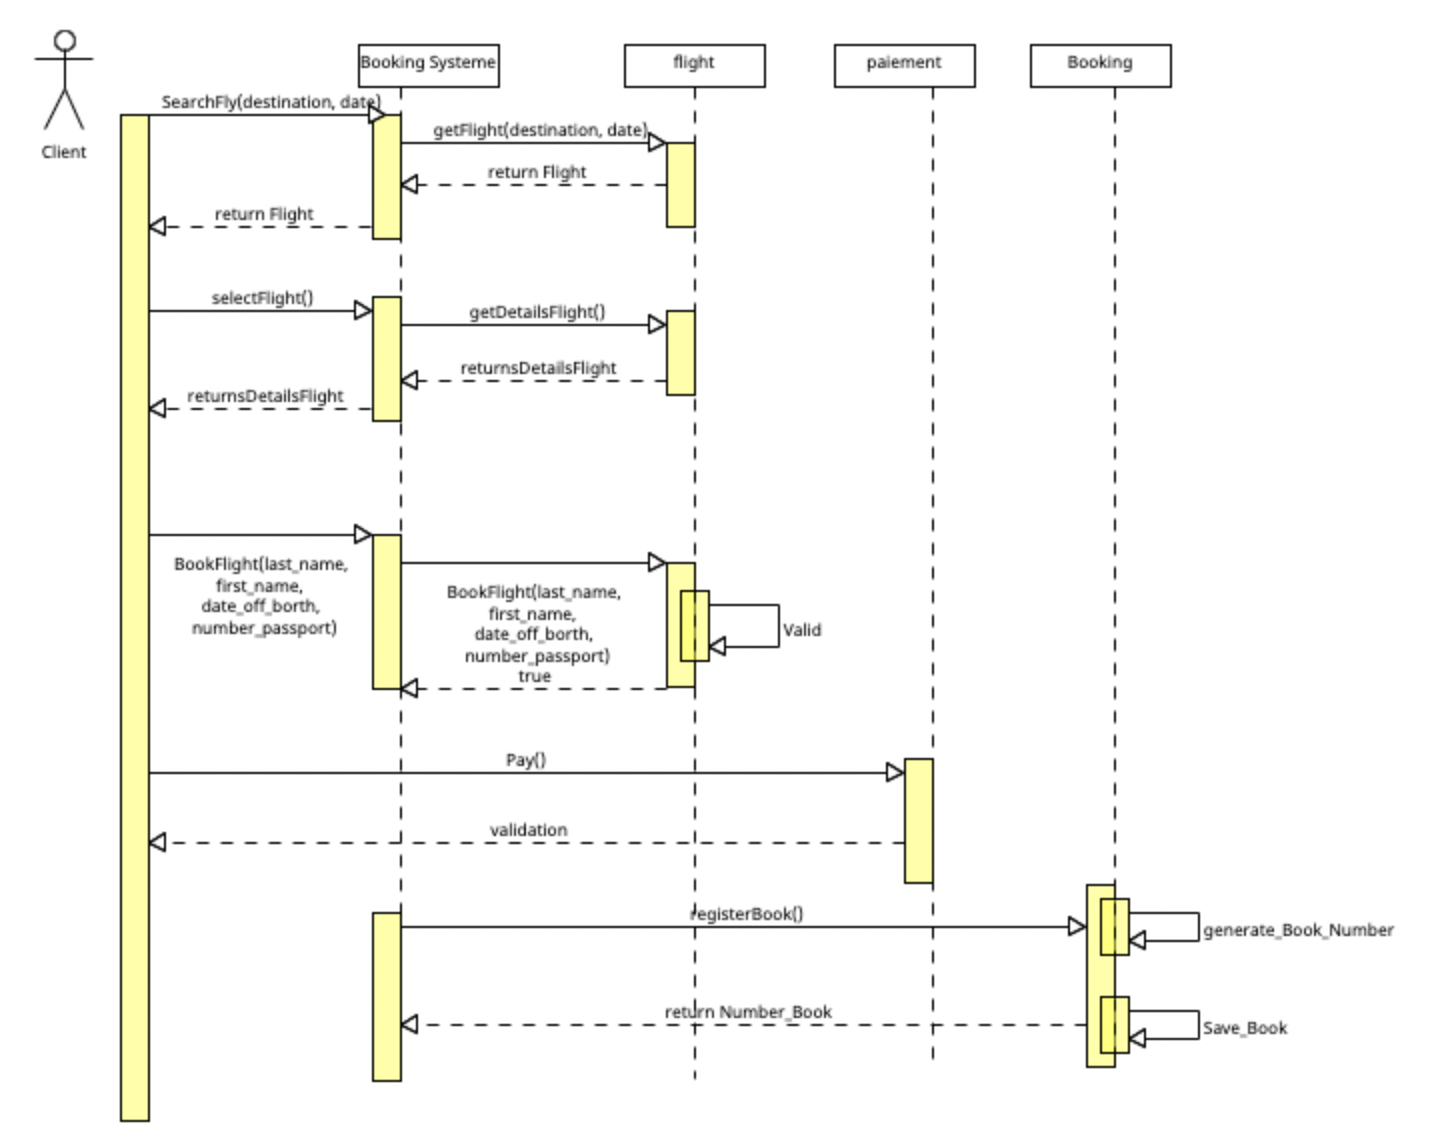 Booking Systeme
flight
paiement
Booking
Client
SearchFly(destination, date)
getFlight(destination, date)
return Flight
return Flight
selectFlight()
getDetailsFlight()
returnsDetailsFlight
returnsDetailsFlight
BookFlight(last_name,
first_name,
date_off_borth,
number_passport)
BookFlight(last_name,
first_name,
date_off_borth,
number_passport)
true
Valid
Pay()
validation
registerBook()
generate_Book_Number
return Number_Book
Save_Book